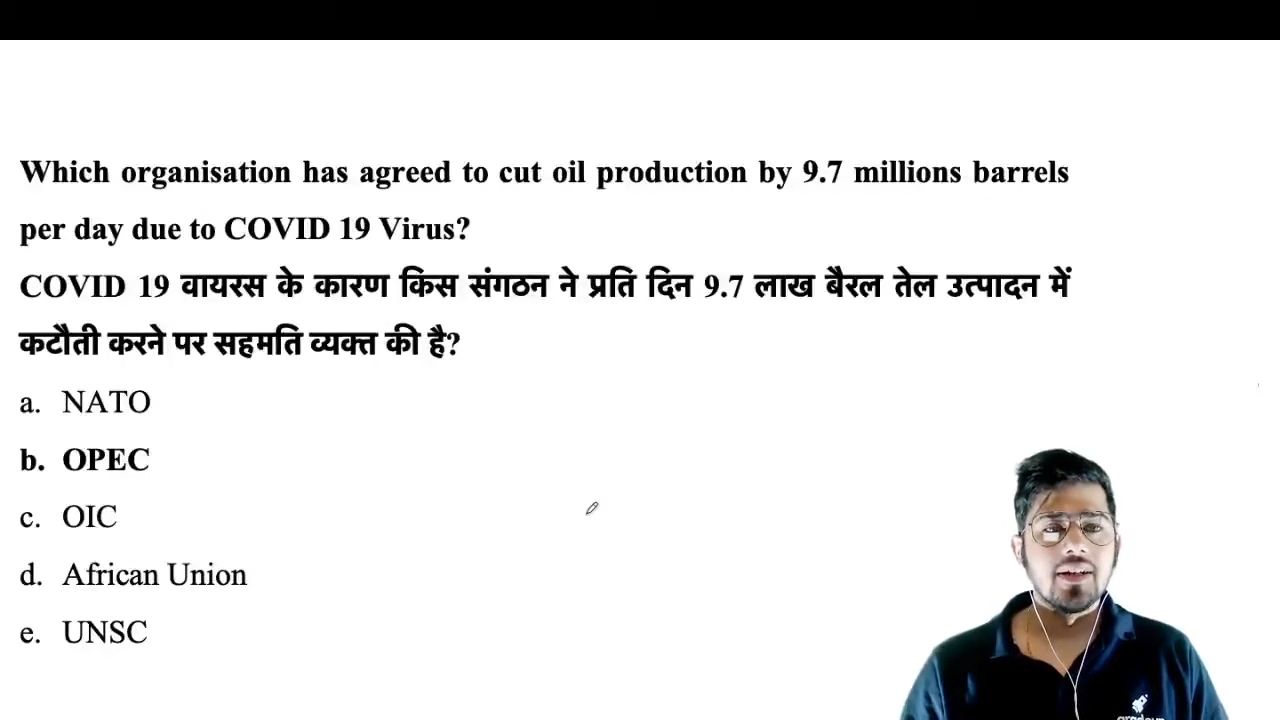 Which organisation has agreed to cut oil production by 9.7 millions barrels
per day due to COVID 19 Virus?
COVID 19 वायरस के कारण किस संगठन ने प्रति दिन 9.7 लाख बैरल तेल उत्पादन में
कटौती करने पर सहमति व्यक्त की है?
a. NATO
b. OPEC
c. OIC
d. African Union
e. UNSC